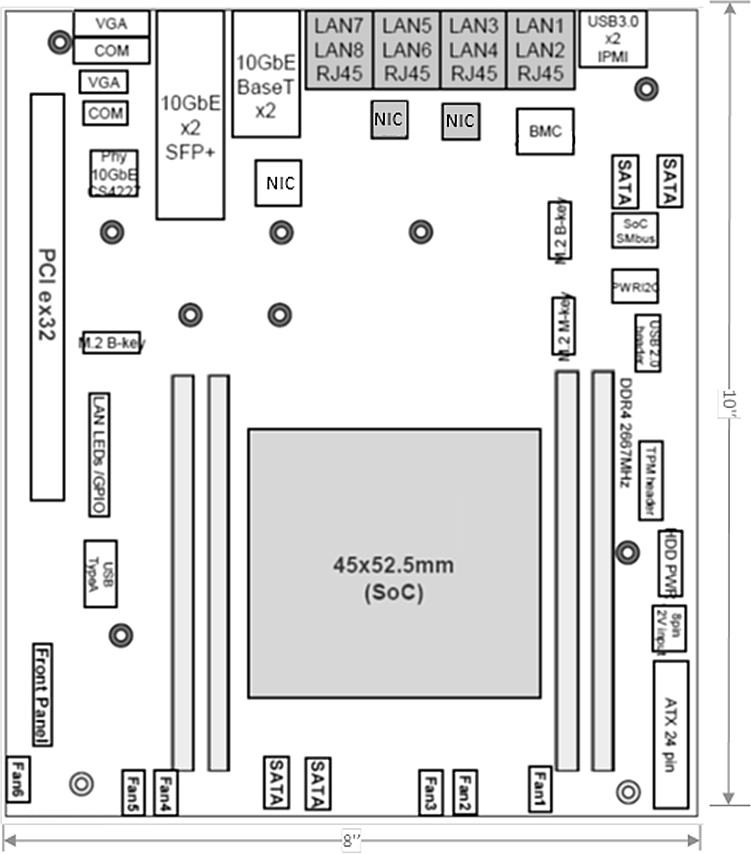 VGA
COM
VGA
COM
Phy
10GbE
CS4227
10GbE
x2
SFP+
10GbE
BaseT
x2
LAN7
LAN8
RJ45
LAN5
LAN6
RJ45
LAN3
LAN4
RJ45
LAN1
LAN2
RJ45
USB3.0
x2
IPMI
NIC
NIC
NIC
BMC
SATA
SATA
SoC
SMbus
M.2 B-key
PWRI2C
M.2 M-key
USB 2.0
header
PCI ex32
M.2 B-key
DDR4 2667MHz
LAN LEDs /GPIO
TPM header
45x52.5mm
(SoC)
USB
TypeA
HDD PWR
8pin
2V input
Front Panel
ATX 24 pin
Fan6
Fan5
Fan4
SATA
SATA
Fan3
Fan2
Fan1
10"
8"